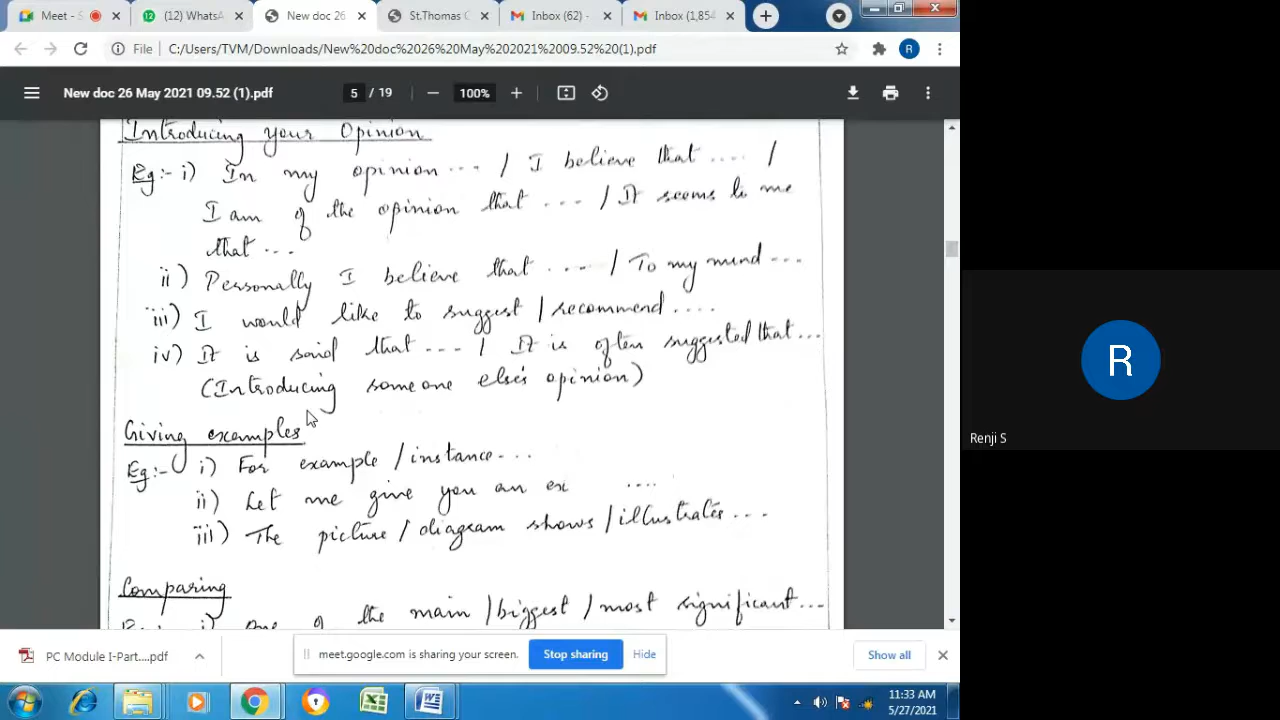 Meet - S
(12) WhatsA
New doc 26
St.Thomas C
Inbox (62) -
Inbox (1,854
File | C:/Users/TVM/Downloads/New%20doc%2026%20May%202021%2009.52%20(1).pdf
R
New doc 26 May 2021 09.52 (1).pdf
5 / 19
100%
Introducing your Opinion
Eg:- i) In my opinion ... / I believe that .... /
I am of the opinion that .... / It seems to me
that ...
ii) Personally I believe that .... / To my mind ...
iii) I would like to suggest / recommend ....
iv) It is said that .... / It is often suggested that ...
(Introducing someone else's opinion)
Giving examples
Eg:- i) For example / instance ...
ii) Let me give you an ex ....
iii) The picture / diagram shows / illustrates ...
Comparing
of the main / biggest / most significant ...
R
Renji S
PC Module I-Part....pdf
meet.google.com is sharing your screen.
Stop sharing
Hide
Show all
11:33 AM
5/27/2021